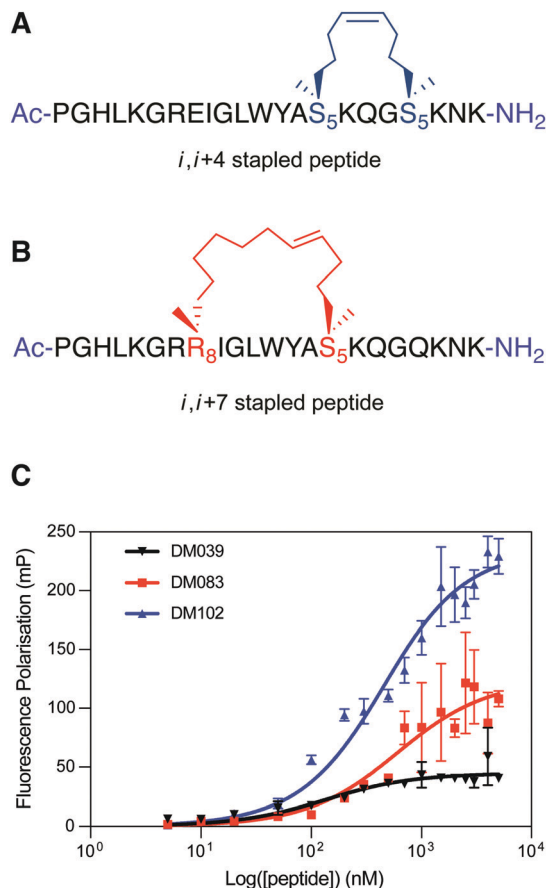 A
Ac-PGHLKGREIGLWYAS5KQGS5KNK-NH2
i,i+4 stapled peptide
B
Ac-PGHLKGRR8IGLWYAS5KQGQKNK-NH2
i,i+7 stapled peptide
C
Fluorescence Polarisation (mP)
250
200
150
100
50
0
DM039
DM083
DM102
10^0
10^1
10^2
10^3
10^4
Log([peptide]) (nM)